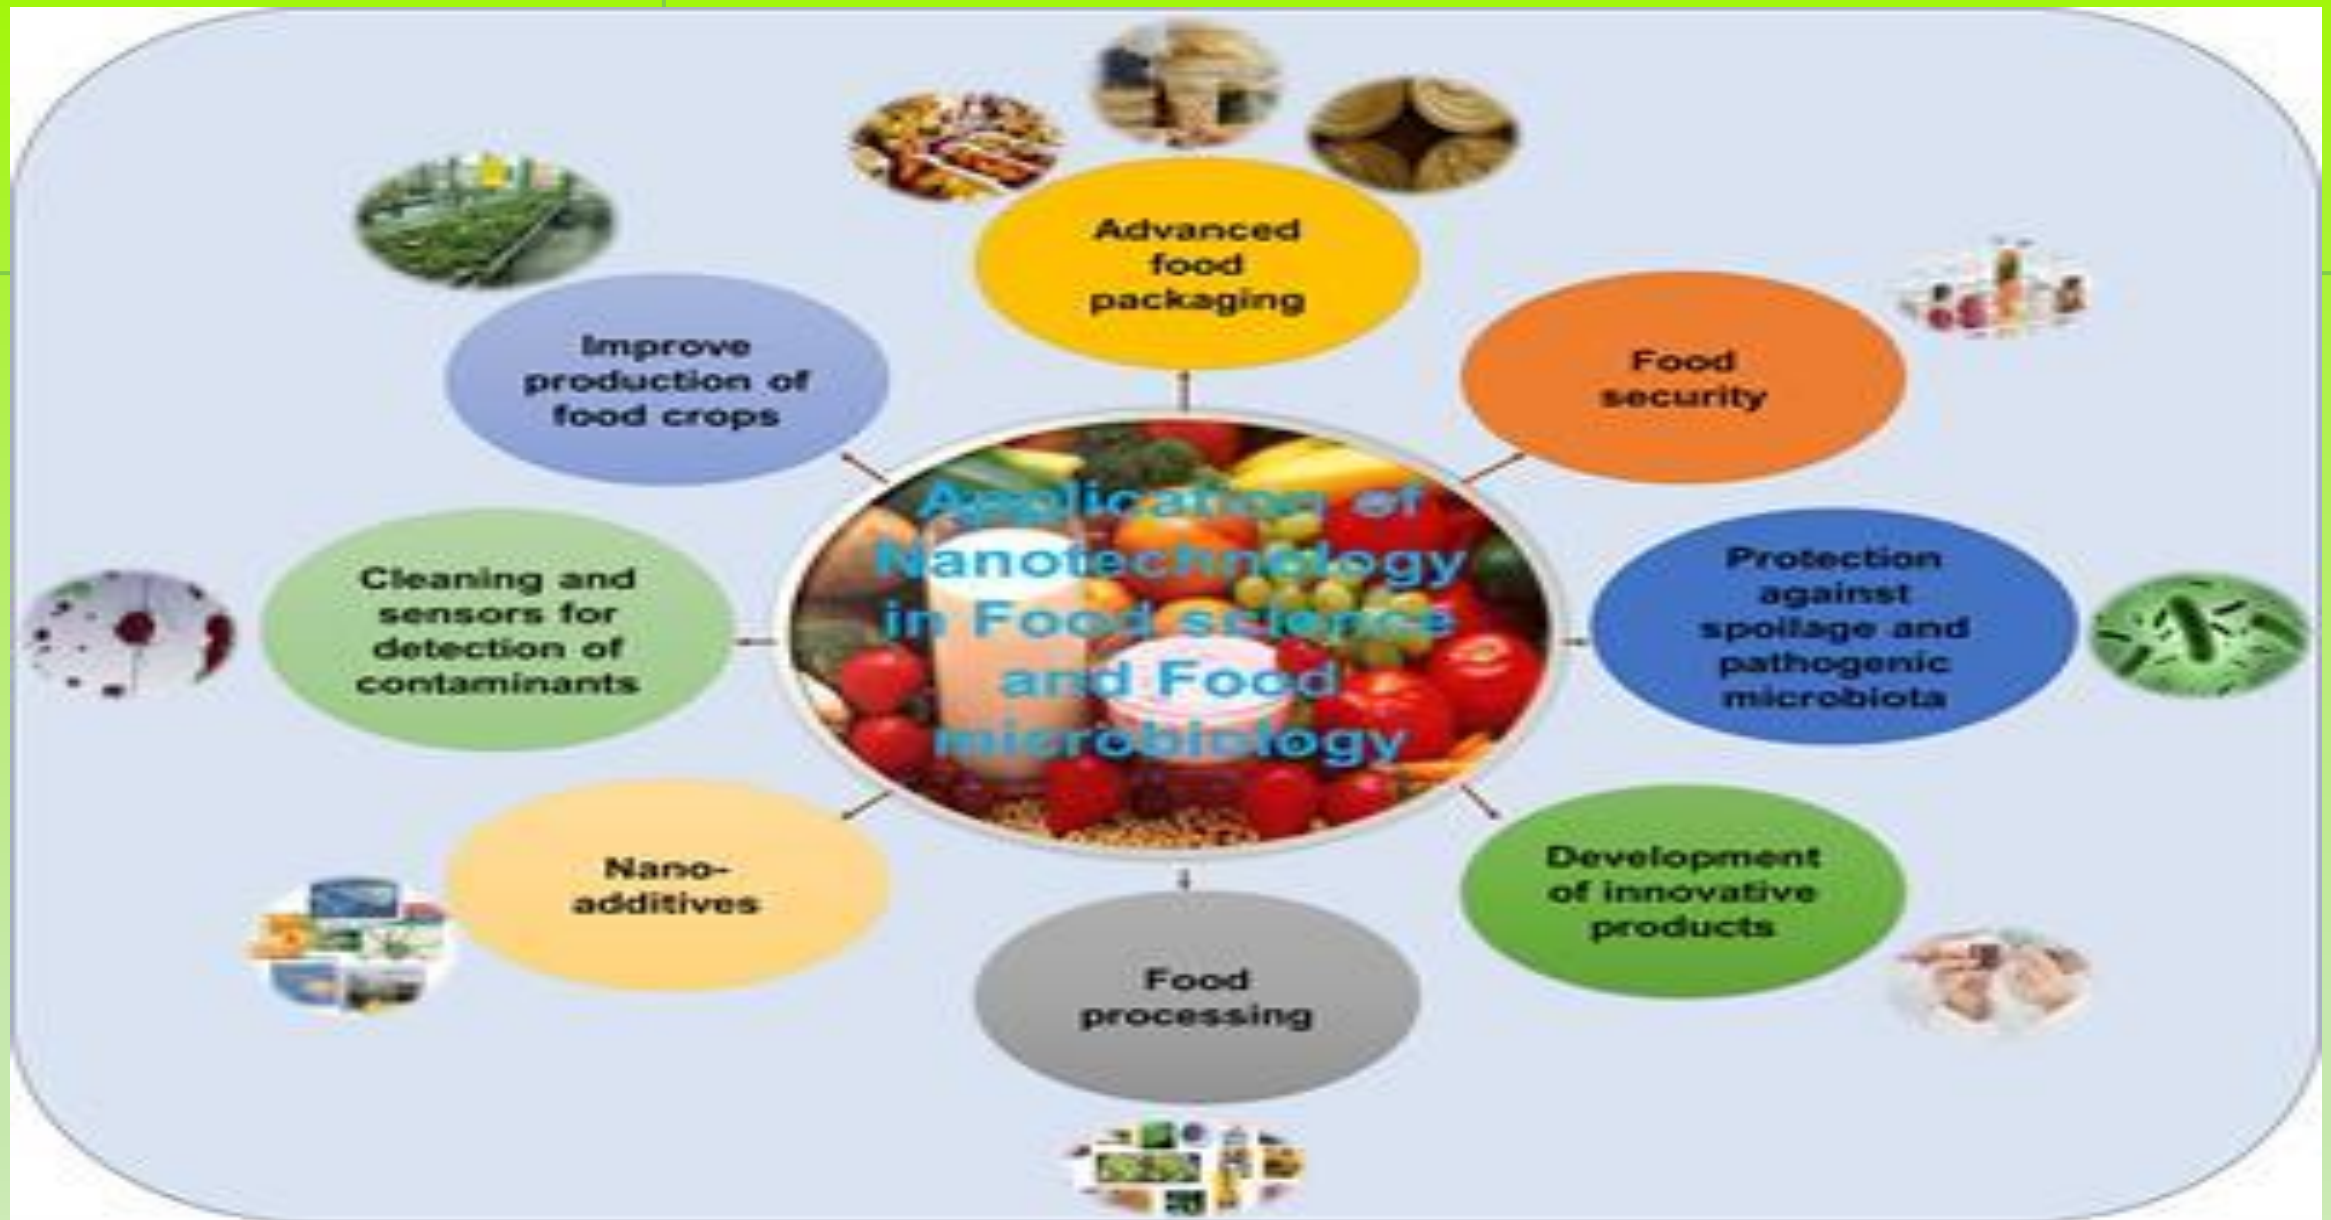 Advanced
food
packaging
Improve
production of
food crops
Food
security
Application of
Nanotechnology
in Food science
and Food
microbiology
Cleaning and
sensors for
detection of
contaminants
Protection
against
spoilage and
pathogenic
microbiota
Nano-
additives
Development
of innovative
products
Food
processing